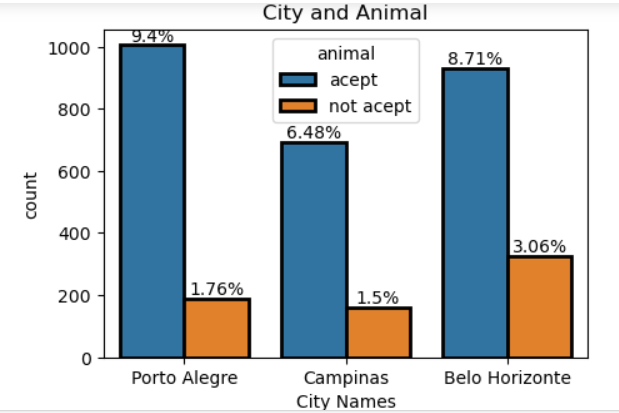 City and Animal
9.4%
1000
animal
acept
not acept
8.71%
800
6.48%
600
count
400
3.06%
200
1.76%
1.5%
0
Porto Alegre
Campinas
Belo Horizonte
City Names